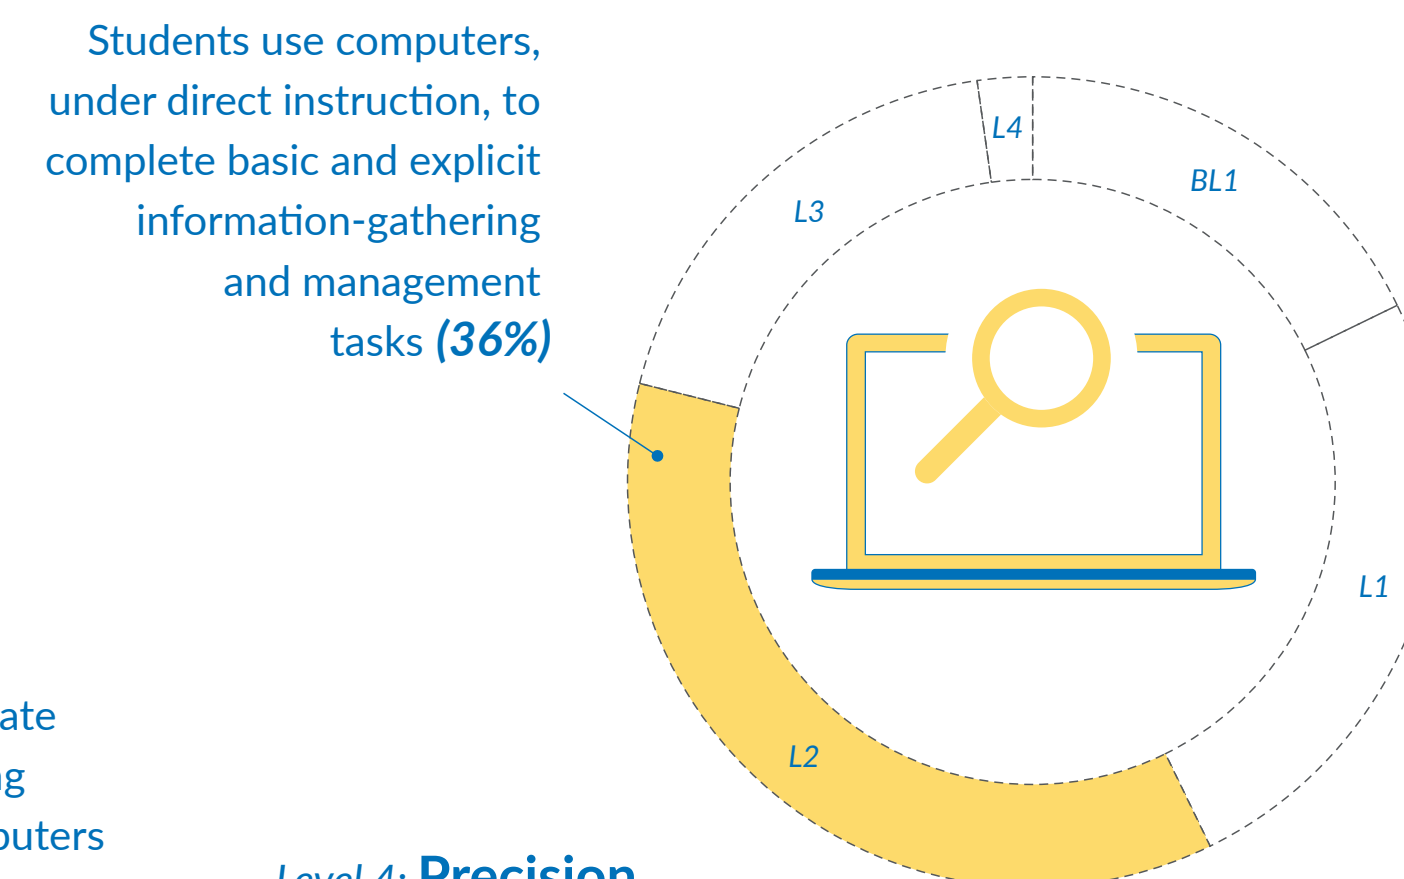 Students use computers,
under direct instruction, to
complete basic and explicit
information-gathering
and management
tasks (36%)
L4
BL1
L3
L1
L2
ate
g
puters
Level 4: Precision